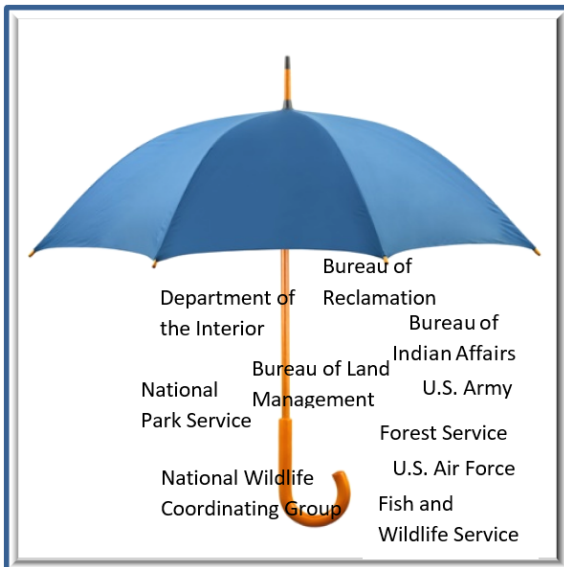 Bureau of
Reclamation
Department of
the Interior
Bureau of
Indian Affairs
Bureau of Land
Management
National
Park Service
U.S. Army
Forest Service
U.S. Air Force
National Wildlife
Coordinating Group
Fish and
Wildlife Service